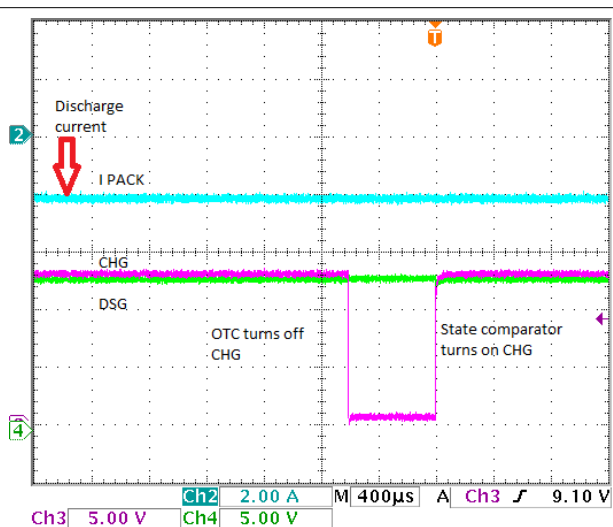 T
Discharge
current
2
I PACK
CHG
DSG
OTC turns off
CHG
State comparator
turns on CHG
4
Ch2 2.00 A M 400µs A Ch3 9.10 V
Ch3 5.00 V Ch4 5.00 V